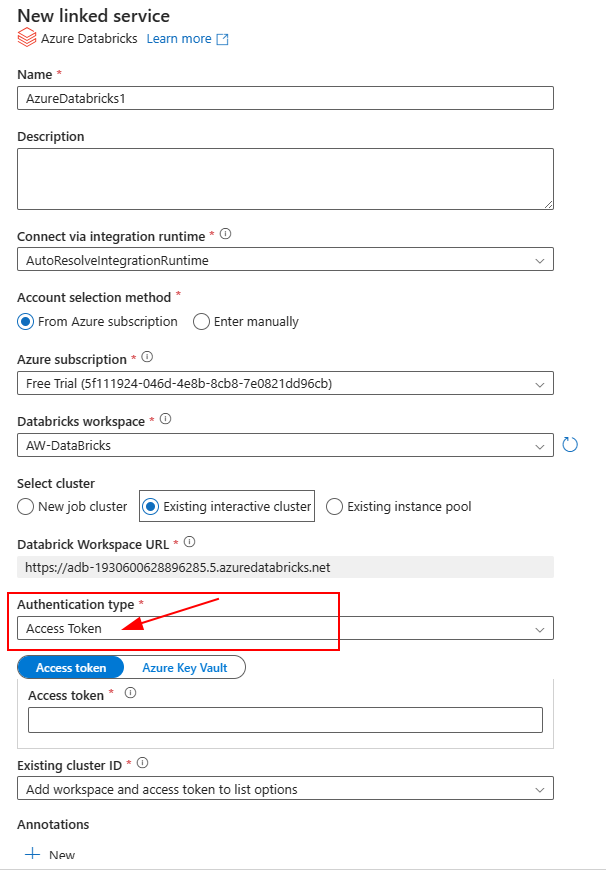 New linked service
Azure Databricks Learn more
Name *
AzureDatabricks1
Description
Connect via integration runtime *
AutoResolveIntegrationRuntime
Account selection method *
From Azure subscription Enter manually
Azure subscription *
Free Trial (5f111924-046d-4e8b-8cb8-7e0821dd96cb)
Databricks workspace *
AW-DataBricks
Select cluster
New job cluster Existing interactive cluster Existing instance pool
Databrick Workspace URL *
https://adb-1930600628896285.5.azuredatabricks.net
Authentication type *
Access Token
Access token Azure Key Vault
Access token *
Existing cluster ID *
Add workspace and access token to list options
Annotations
New